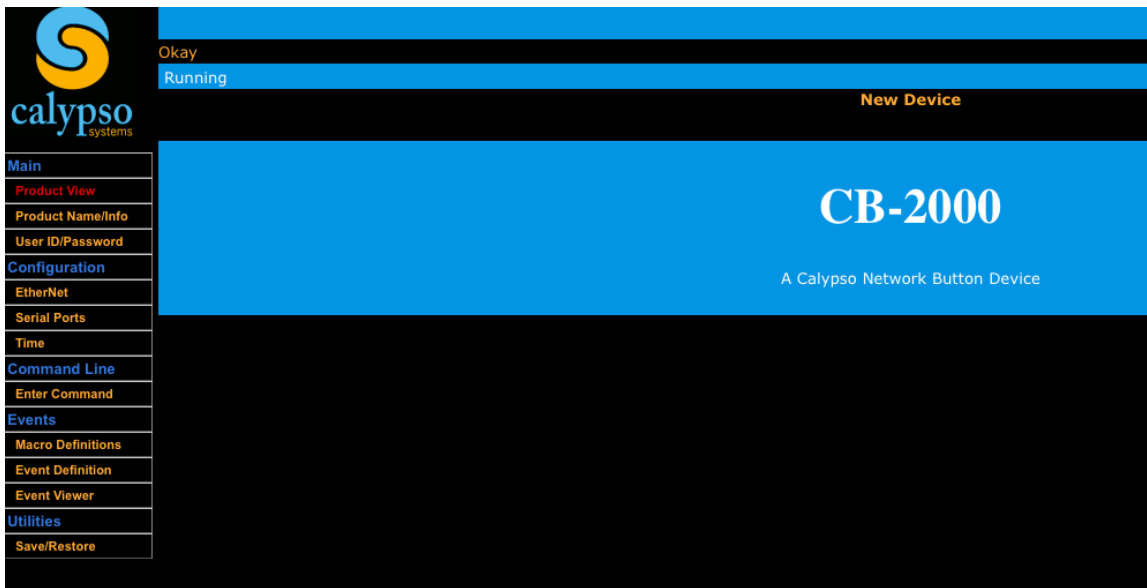 calypso
systems
Okay
Running
New Device
Main
Product View
Product Name/Info
User ID/Password
Configuration
EtherNet
Serial Ports
Time
Command Line
Enter Command
Events
Macro Definitions
Event Definition
Event Viewer
Utilities
Save/Restore
CB-2000
A Calypso Network Button Device